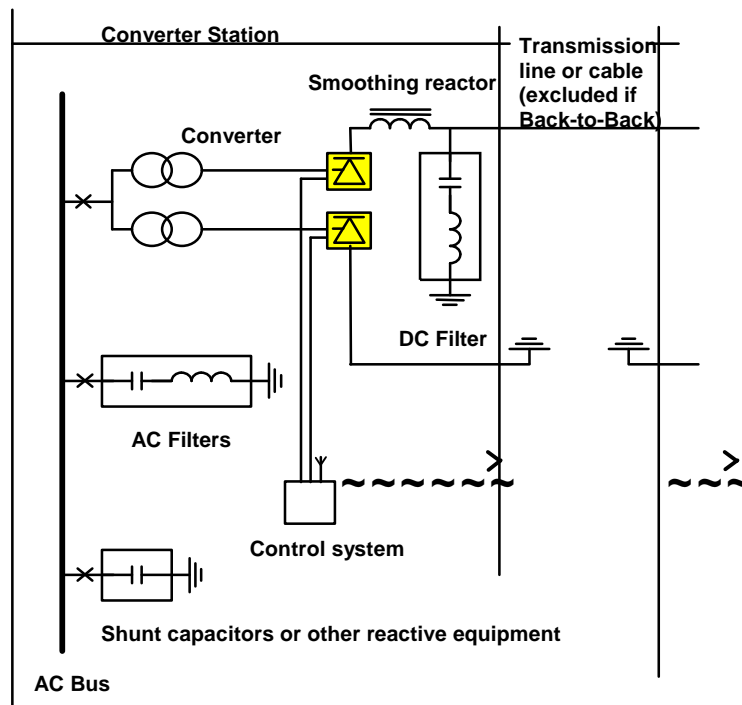 Converter Station
Transmission
line or cable
(excluded if
Back-to-Back)
Smoothing reactor
Converter
DC Filter
AC Filters
Control system
Shunt capacitors or other reactive equipment
AC Bus